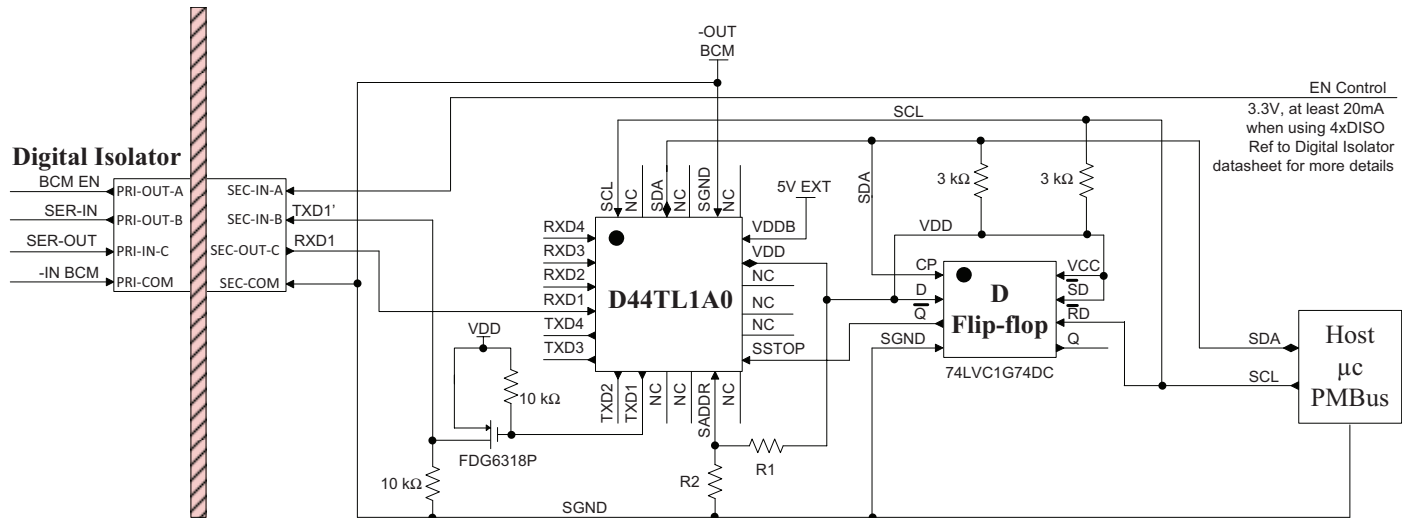 -OUT
BCM
EN Control
3.3V, at least 20mA
when using 4xDISO
Ref to Digital Isolator
datasheet for more details
SCL
Digital Isolator
BCM EN
PRI-OUT-A
SEC-IN-A
SER-IN
PRI-OUT-B
SEC-IN-B
TXD1’
SER-OUT
PRI-IN-C
SEC-OUT-C
RXD1
-IN BCM
PRI-COM
SEC-COM
SCL
NC
SDA
NC
SGND
NC
5V EXT
SDA
3 kΩ
3 kΩ
RXD4
RXD3
RXD2
RXD1
TXD4
TXD3
D44TL1A0
VDDB
VDD
NC
NC
NC
SSTOP
VDD
CP
D
Q
SGND
D
Flip-flop
VCC
SD
RD
Q
74LVC1G74DC
SDA
SCL
Host
µc
PMBus
VDD
10 kΩ
TXD2
TXD1
NC
NC
SADDR
NC
FDG6318P
10 kΩ
R1
R2
SGND